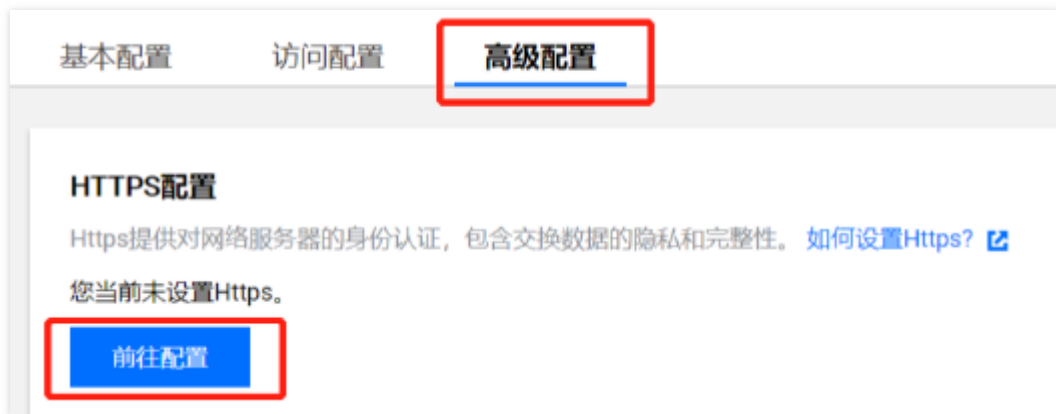 基本配置 访问配置 高级配置
HTTPS配置
Https提供对网络服务器的身份认证，包含交换数据的隐私和完整性。 如何设置Https?
您当前未设置Https。
前往配置